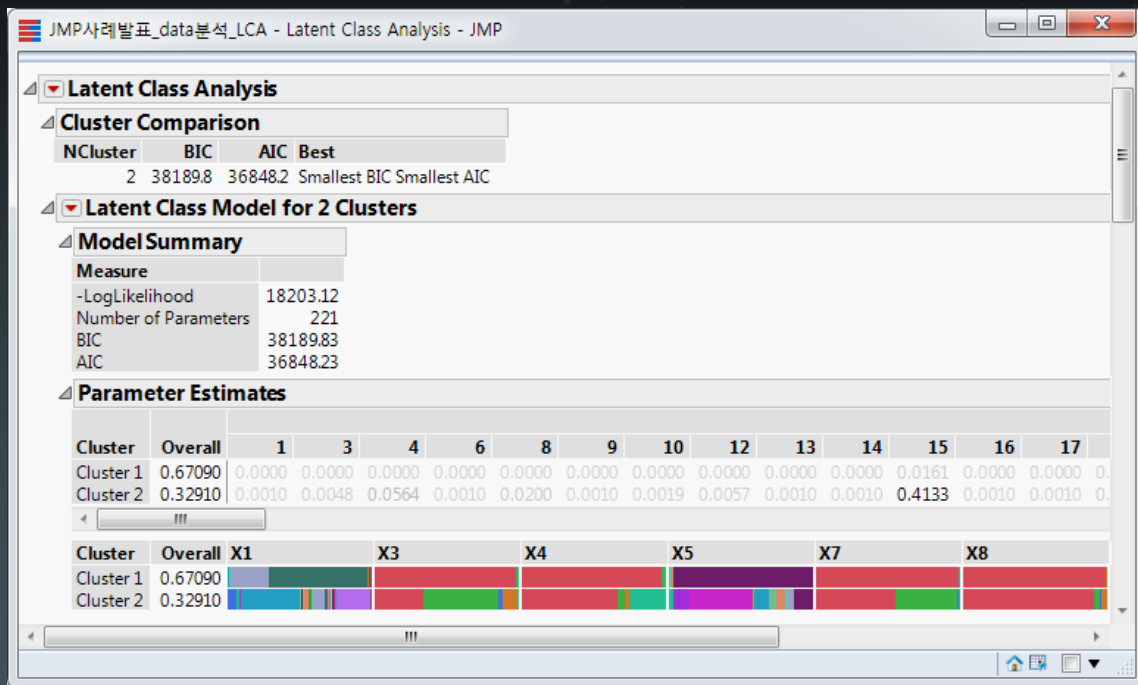 JMP사례발표_data분석_LCA - Latent Class Analysis - JMP
Latent Class Analysis
Cluster Comparison
NCluster BIC AIC Best
2 38189.8 36848.2 Smallest BIC Smallest AIC
Latent Class Model for 2 Clusters
Model Summary
Measure
-LogLikelihood 18203.12
Number of Parameters 221
BIC 38189.83
AIC 36848.23
Parameter Estimates
Cluster Overall 1 3 4 6 8 9 10 12 13 14 15 16 17
Cluster 1 0.67090 0.0000 0.0000 0.0000 0.0000 0.0000 0.0000 0.0000 0.0000 0.0000 0.0000 0.0161 0.0000 0.0000 0.
Cluster 2 0.32910 0.0010 0.0048 0.0564 0.0010 0.0200 0.0010 0.0019 0.0057 0.0010 0.0010 0.4133 0.0010 0.0010 0.
Cluster Overall X1 X3 X4 X5 X7 X8
Cluster 1 0.67090
Cluster 2 0.32910